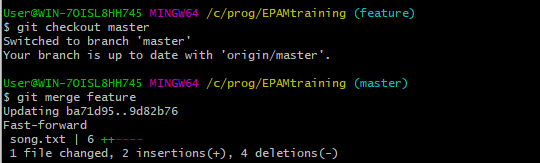 User@WIN-7OISL8HH745 MINGW64 /c/prog/EPAMtraining (feature)
$ git checkout master
Switched to branch 'master'
Your branch is up to date with 'origin/master'.
User@WIN-7OISL8HH745 MINGW64 /c/prog/EPAMtraining (master)
$ git merge feature
Updating ba71d95..9d82b76
Fast-forward
 song.txt | 6 ++----
 1 file changed, 2 insertions(+), 4 deletions(-)